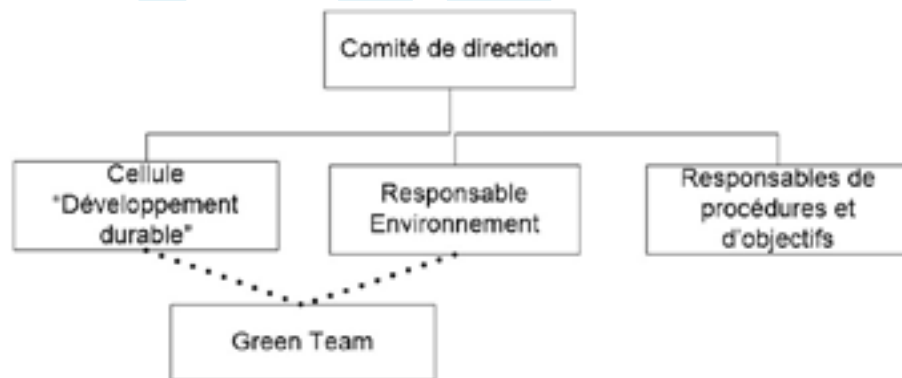 Comité de direction
Cellule
"Développement
durable"
Responsable
Environnement
Responsables de
procédures et
d'objectifs
Green Team